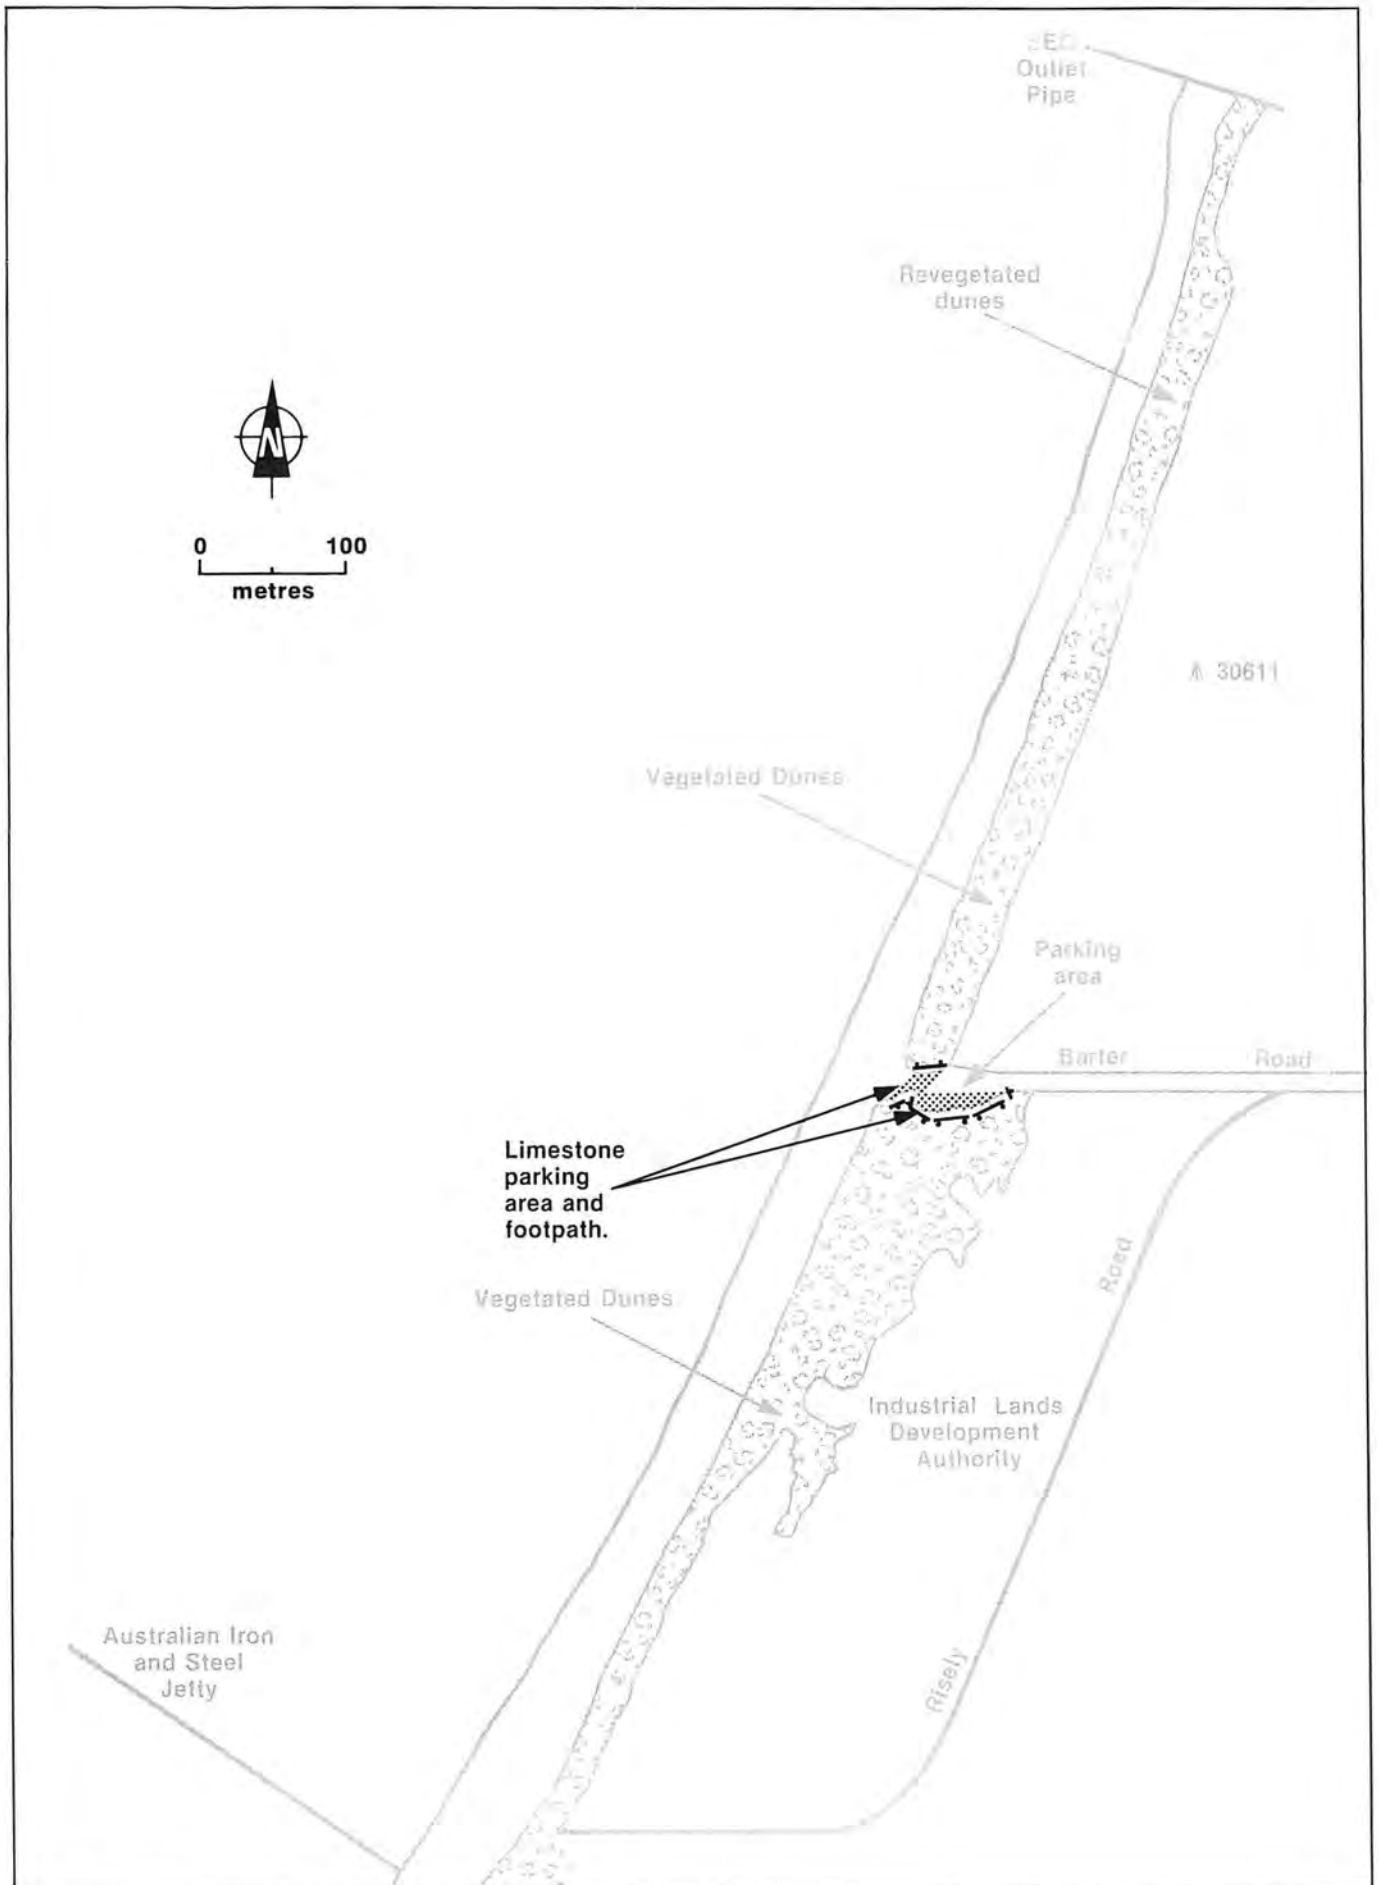 Outlet
Pipe
Revegetated
dunes
N
0 100
metres
30611
Vegetated Dunes
Parking
area
Barter Road
Limestone
parking
area and
footpath.
Road
Vegetated Dunes
Industrial Lands
Development
Authority
Australian Iron
and Steel
Jetty
Risely